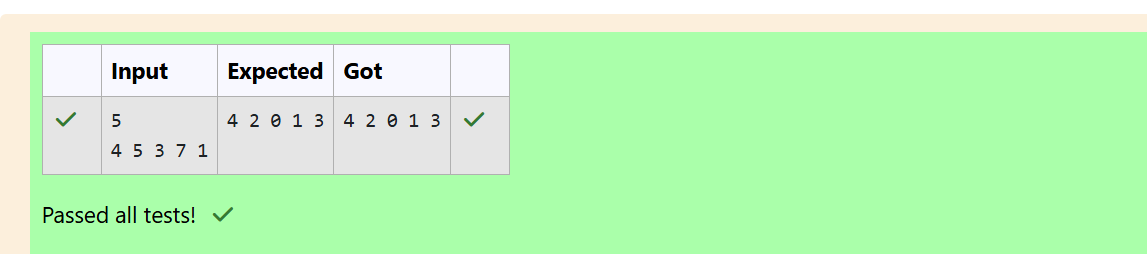 Input Expected Got
5 4 2 0 1 3 4 2 0 1 3
4 5 3 7 1
Passed all tests!